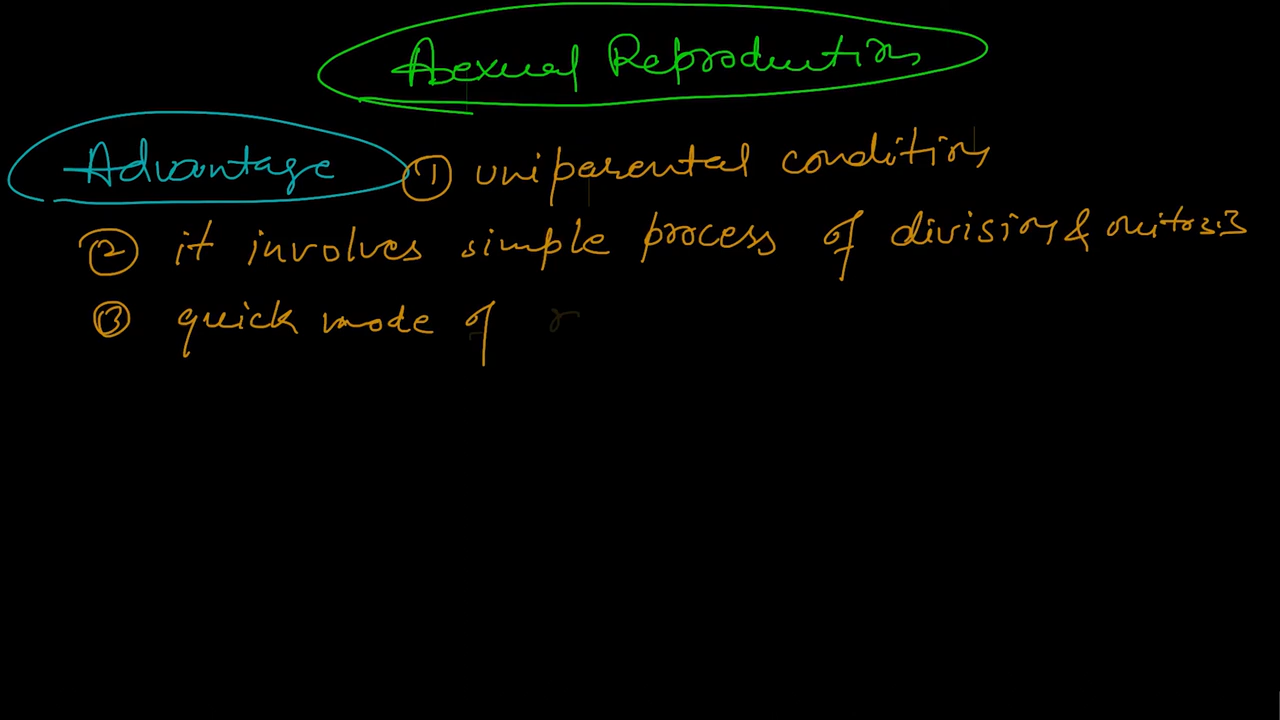 Asexual Reproduction
Advantage ① uniparental condition
② it involves simple process of division & mitosis
③ quick mode of r